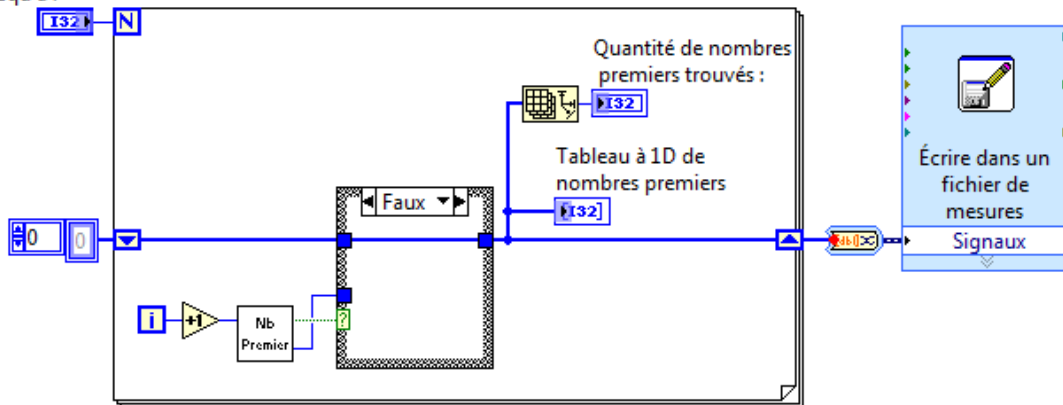 I32
N
Quantité de nombres
premiers trouvés :
I32
Tableau à 1D de
nombres premiers
[I32]
Écrire dans un
fichier de
mesures
Signaux
Faux
0
0
i
+1
Nb
Premier
?